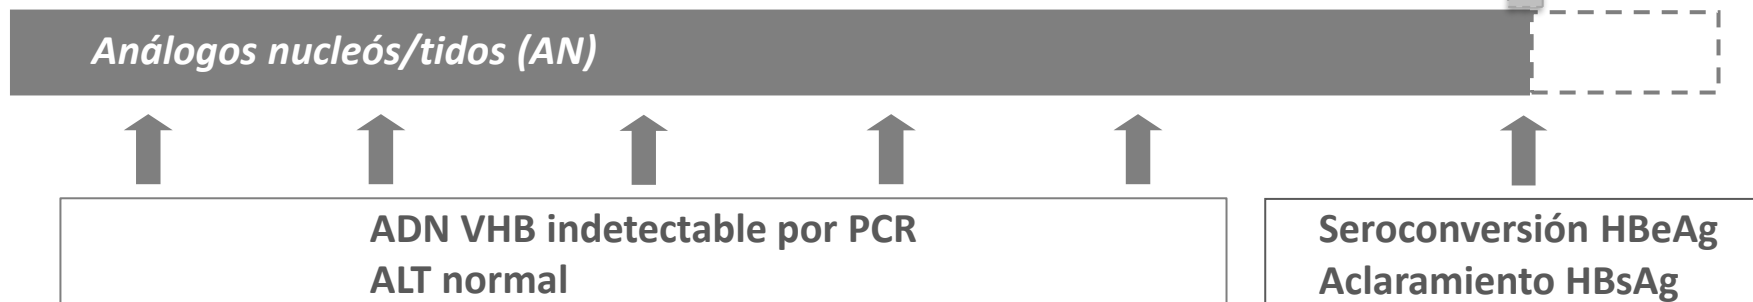 Análogos nucleós/tidos (AN)
ADN VHB indetectable por PCR
ALT normal
Seroconversión HBeAg
Aclaramiento HBsAg